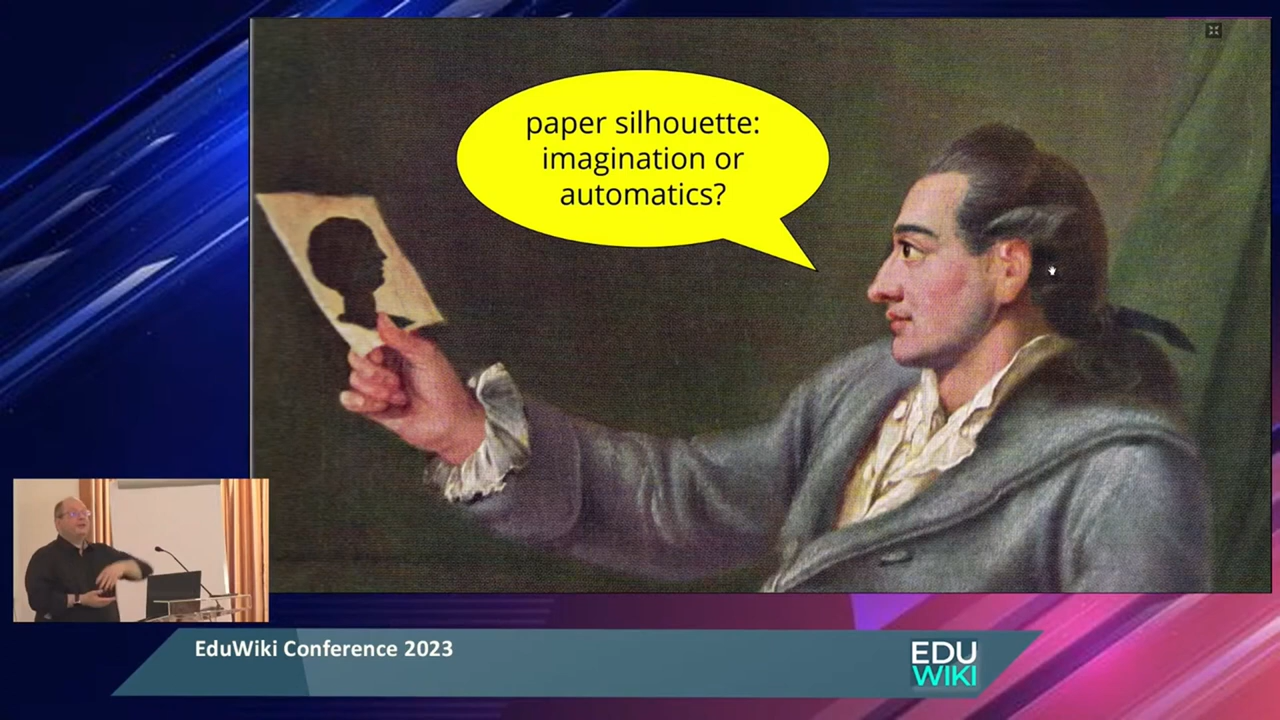 paper silhouette:
imagination or
automatics?
EduWiki Conference 2023
EDU
WIKI